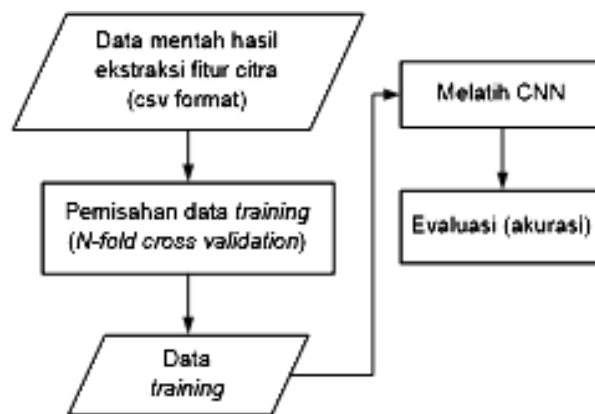 Data mentah hasil
ekstraksi fitur citra
(csv format)
Pemisahan data training
(N-fold cross validation)
Data
training
Melatih CNN
Evaluasi (akurasi)